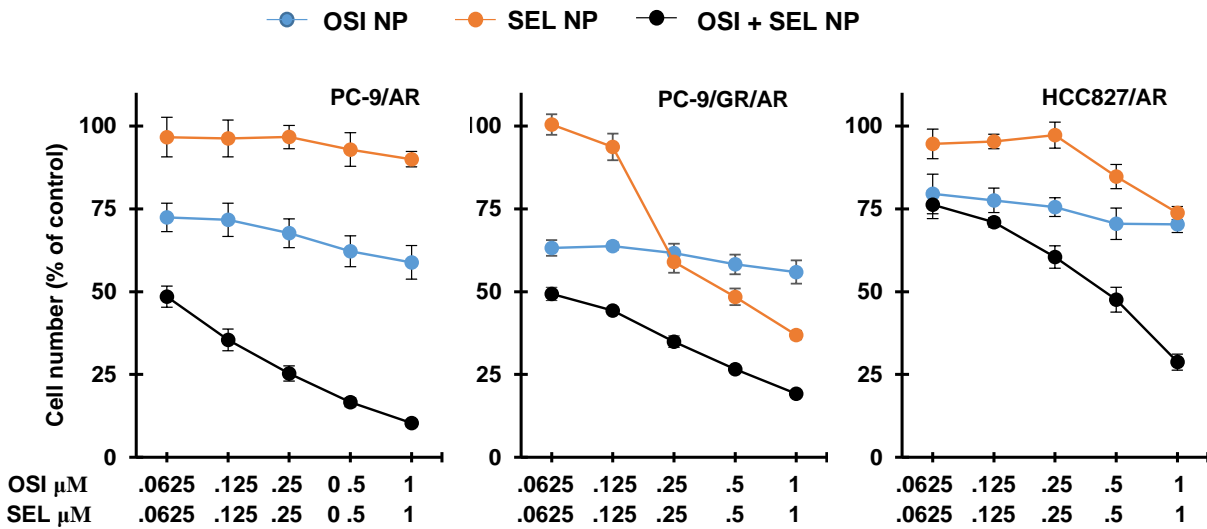 OSI NP SEL NP OSI + SEL NP
PC-9/AR PC-9/GR/AR HCC827/AR
Cell number (% of control)
100 100 100
75 75 75
50 50 50
25 25 25
0 0 0
OSI μM .0625 .125 .25 0 .5 1 .0625 .125 .25 .5 1 .0625 .125 .25 .5 1
SEL μM .0625 .125 .25 0 .5 1 .0625 .125 .25 .5 1 .0625 .125 .25 .5 1